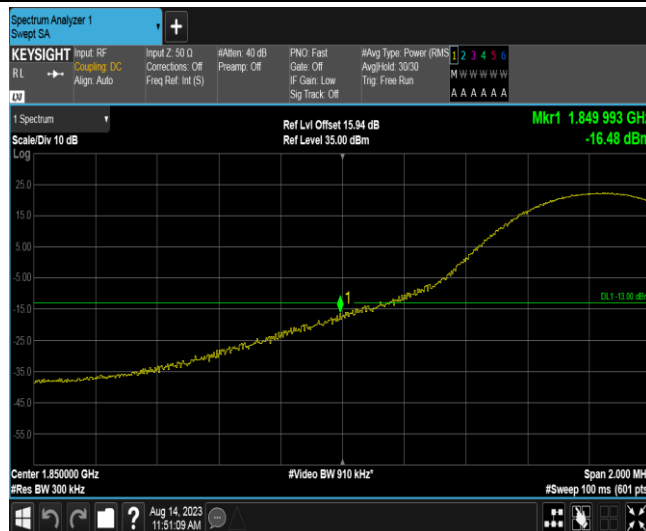 Spectrum Analyzer 1
Swept SA
+
KEYSIGHT
RL
LXI
Input: RF
Coupling: DC
Align: Auto
Input Z: 50 Ω
Corrections: Off
Freq Ref: Int (S)
#Atten: 40 dB
Preamp: Off
PNO: Fast
Gate: Off
IF Gain: Low
Sig Track: Off
#Avg Type: Power (RMS
Avg|Hold: 30/30
Trig: Free Run
1 2 3 4 5 6
M W W W W W
A A A A A A
1 Spectrum
Scale/Div 10 dB
Ref Lvl Offset 15.94 dB
Ref Level 35.00 dBm
Mkr1 1.849 993 GHz
-16.48 dBm
Log
25.0
15.0
5.00
-5.00
-15.0
-25.0
-35.0
-45.0
-55.0
1
DL1 -13.00 dBm
Center 1.850000 GHz
#Res BW 300 kHz
#Video BW 910 kHz*
Span 2.000 MH
#Sweep 100 ms (601 pts
?
Aug 14, 2023
11:51:09 AM